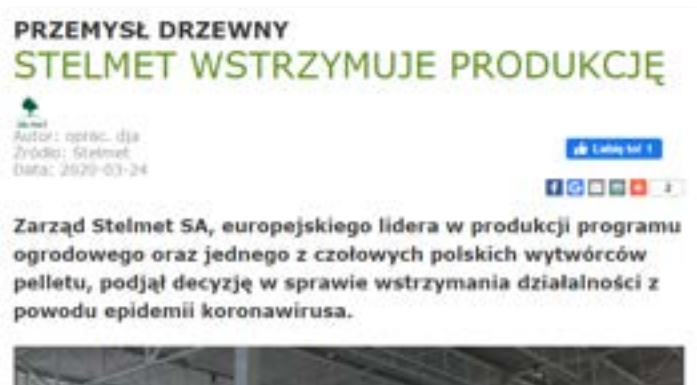 PRZEMYSŁ DRZEWNY
STELMET WSTRZYMUJE PRODUKCJĘ
Autor: oprac. dja
Źródło: Stelmet
Data: 2020-03-24
Lubię to! 1
2
Zarząd Stelmet SA, europejskiego lidera w produkcji programu
ogrodowego oraz jednego z czołowych polskich wytwórców
pelletu, podjął decyzję w sprawie wstrzymania działalności z
powodu epidemii koronawirusa.